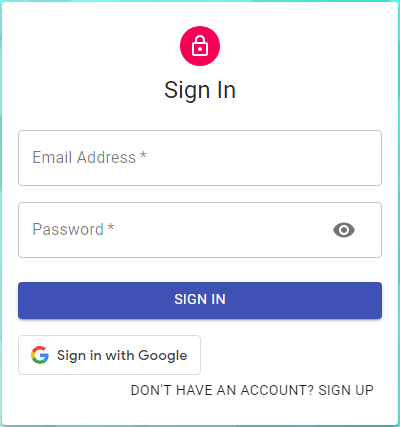 Sign In
Email Address *
Password *
SIGN IN
Sign in with Google
DON'T HAVE AN ACCOUNT? SIGN UP